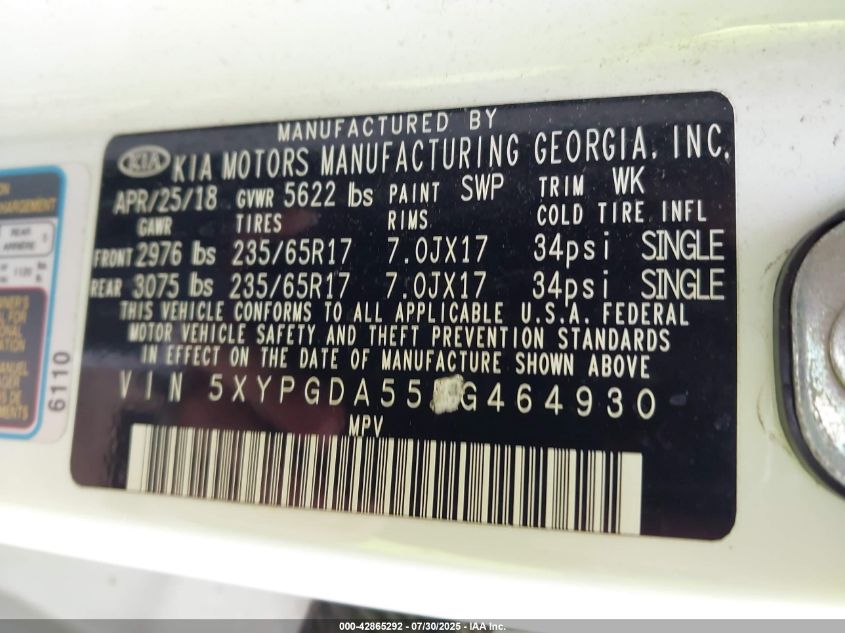 MANUFACTURED BY
KIA KIA MOTORS MANUFACTURING GEORGIA, INC.
APR/25/18 GVWR 5622 lbs PAINT SWP TRIM WK
GAWR TIRES RIMS COLD TIRE INFL
FRONT 2976 lbs 235/65R17 7.0JX17 34psi SINGLE
REAR 3075 lbs 235/65R17 7.0JX17 34psi SINGLE
THIS VEHICLE CONFORMS TO ALL APPLICABLE U.S.A. FEDERAL
MOTOR VEHICLE SAFETY AND THEFT PREVENTION STANDARDS
IN EFFECT ON THE DATE OF MANUFACTURE SHOWN ABOVE
VIN 5XYPGDA55 G464930
MPV
REAR
ARRIÈRE
6110
000-42865292 - 07/30/2025 - IAA Inc.